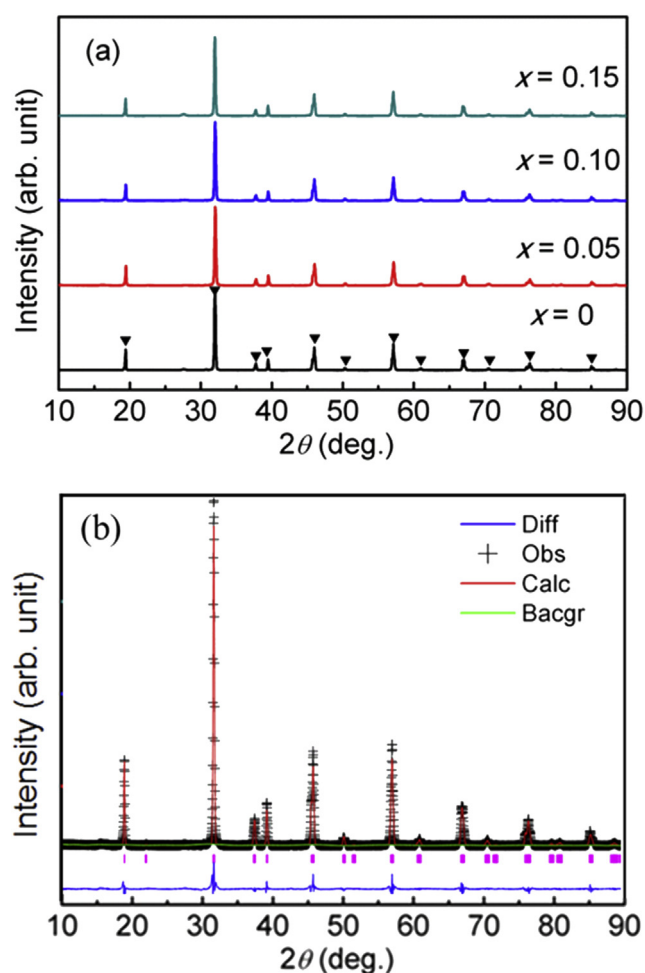 (a)
x = 0.15
x = 0.10
x = 0.05
x = 0
Intensity (arb. unit)
10 20 30 40 50 60 70 80 90
2θ (deg.)
(b)
Diff
Obs
Calc
Bacgr
Intensity (arb. unit)
10 20 30 40 50 60 70 80 90
2θ (deg.)